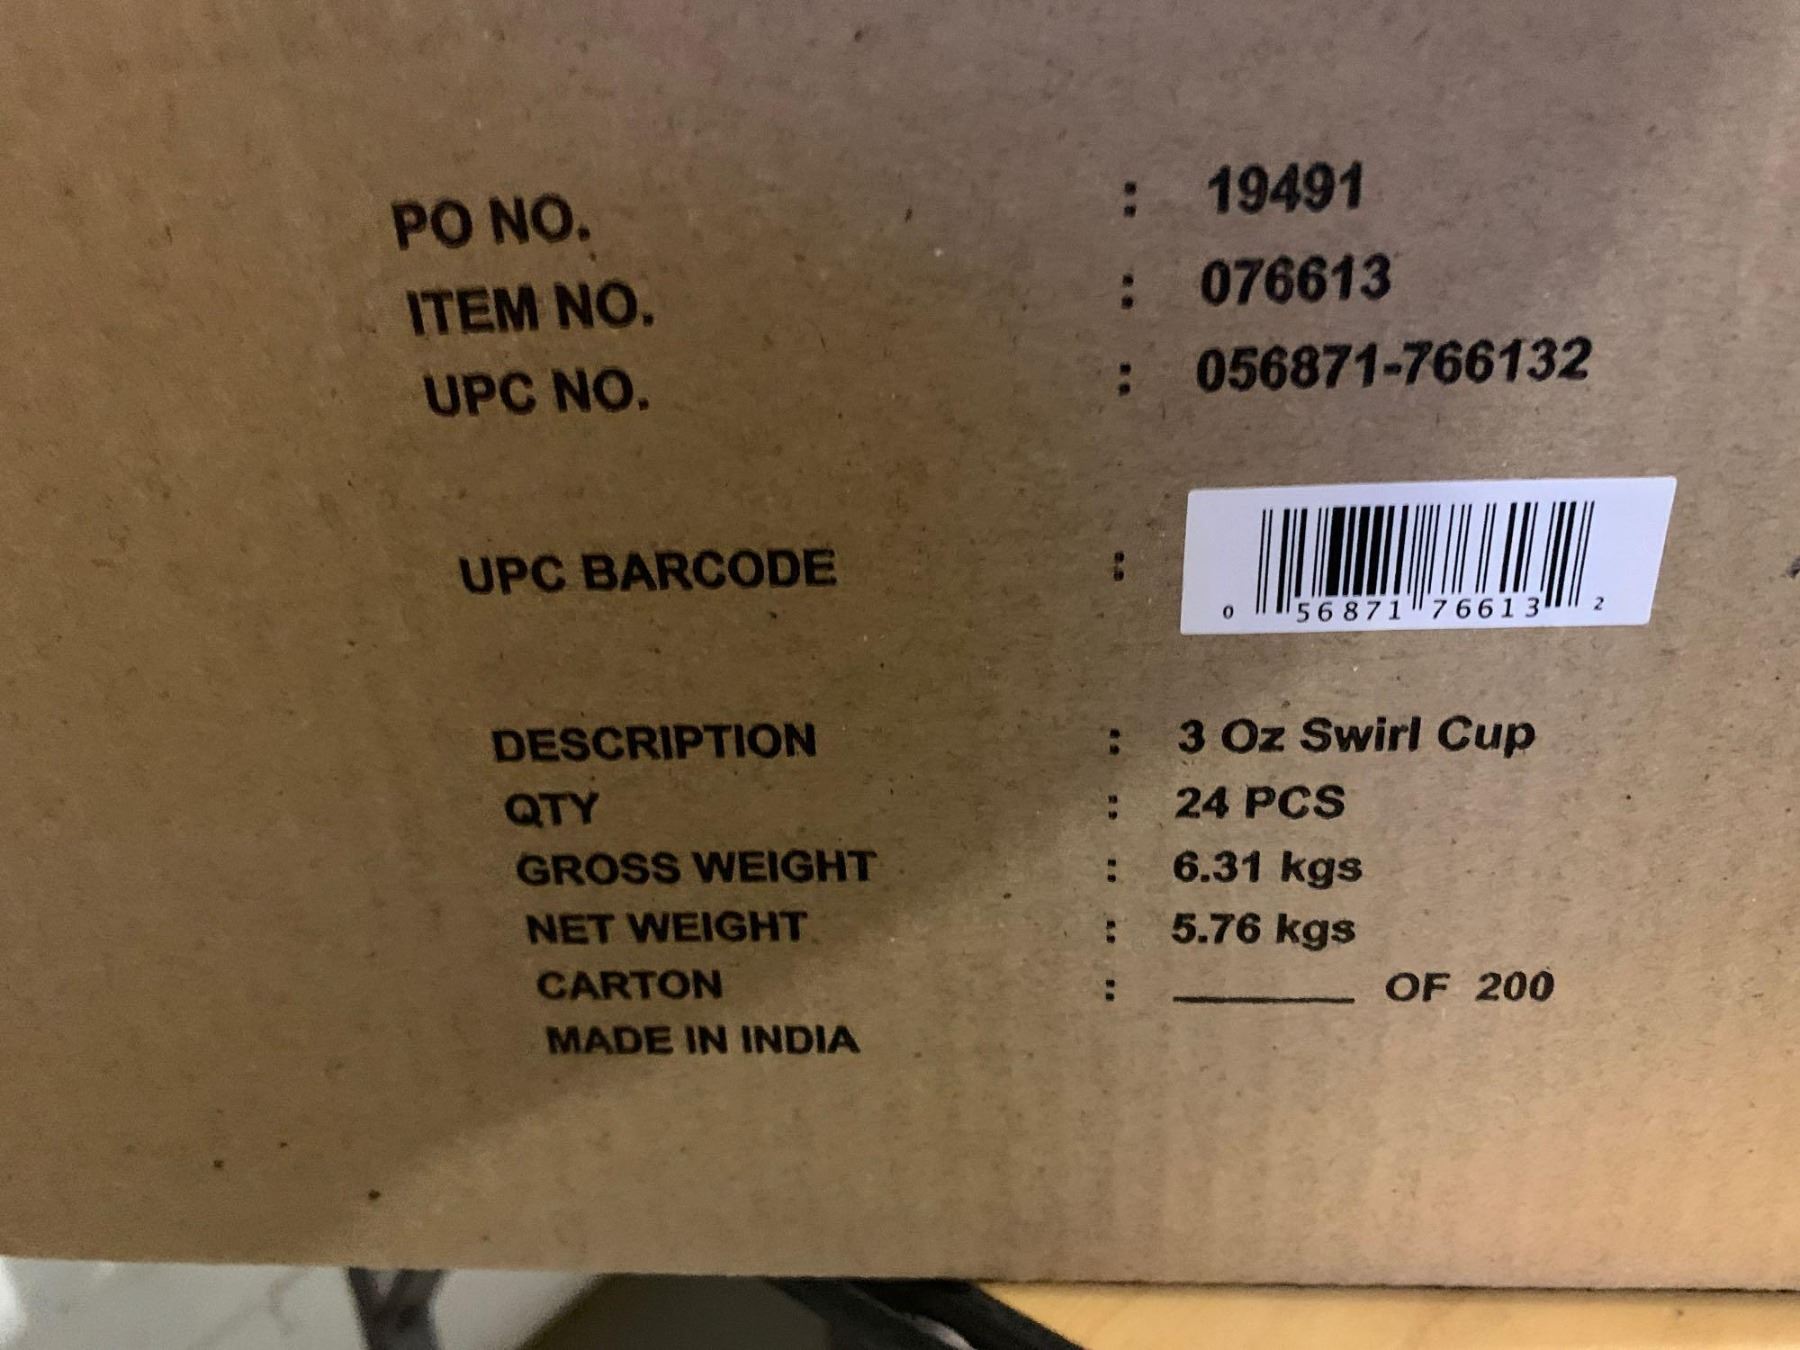 PO NO. : 19491
ITEM NO. : 076613
UPC NO. : 056871-766132
UPC BARCODE :
0 56871 76613 2
DESCRIPTION : 3 Oz Swirl Cup
QTY : 24 PCS
GROSS WEIGHT : 6.31 kgs
NET WEIGHT : 5.76 kgs
CARTON : ______ OF 200
MADE IN INDIA